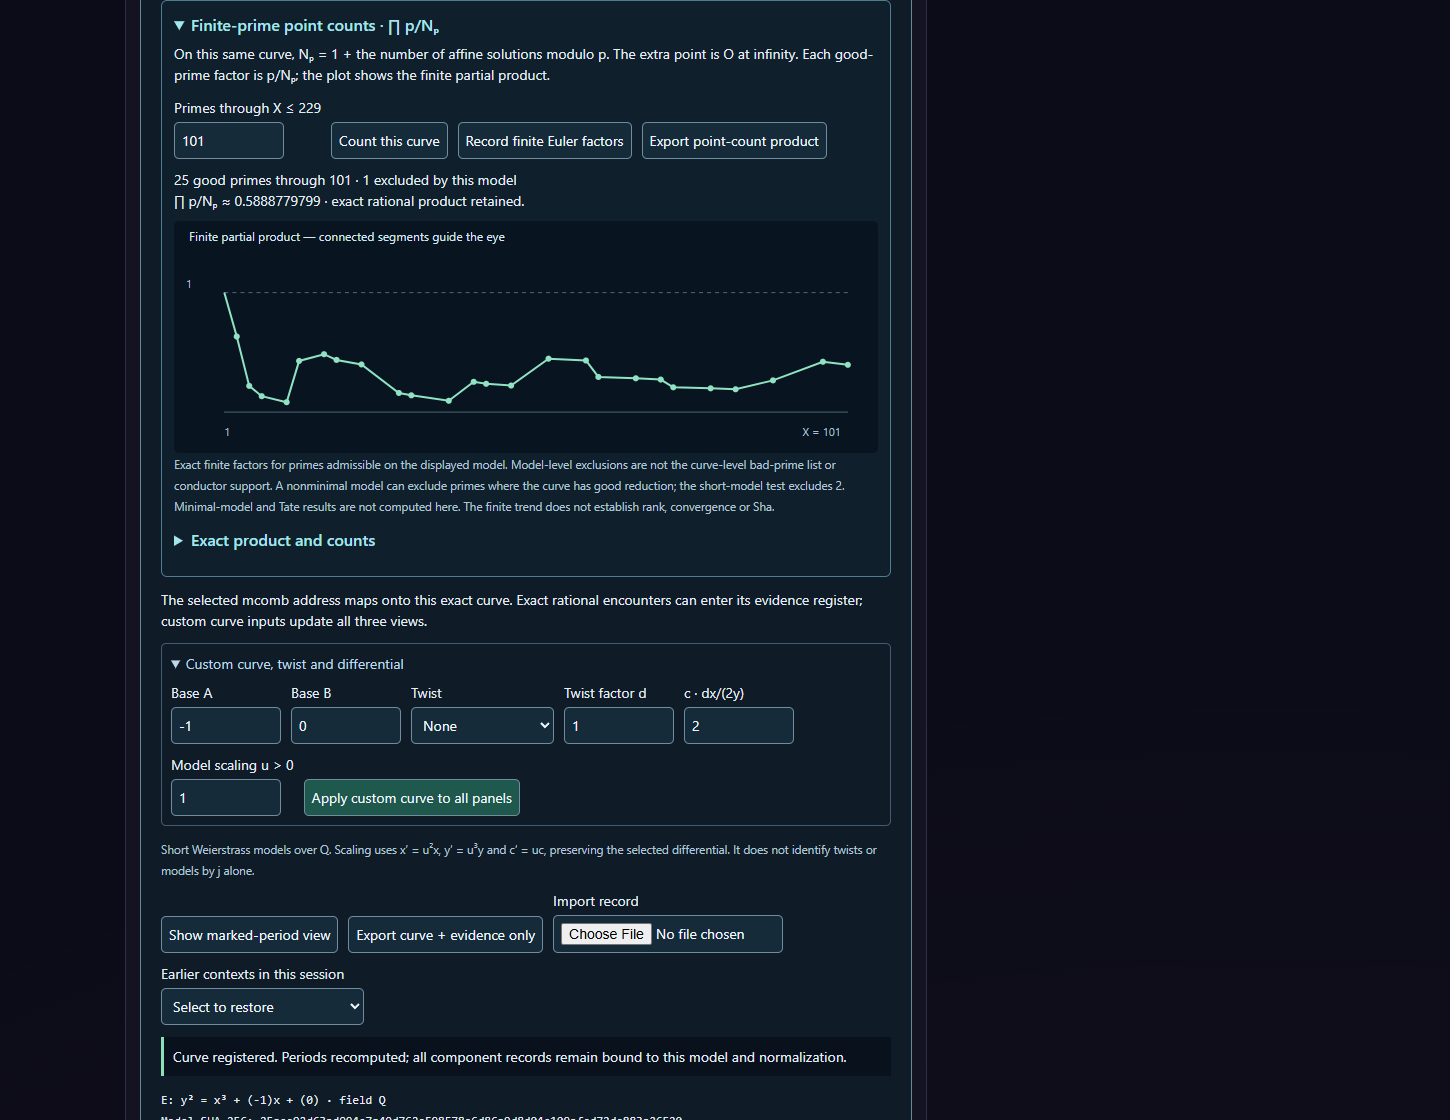 ▼ Finite-prime point counts · ∏ p/Nₚ
On this same curve, Nₚ = 1 + the number of affine solutions modulo p. The extra point is O at infinity. Each good-
prime factor is p/Nₚ; the plot shows the finite partial product.
Primes through X ≤ 229
101 Count this curve Record finite Euler factors Export point-count product
25 good primes through 101 · 1 excluded by this model
∏ p/Nₚ ≈ 0.5888779799 · exact rational product retained.
Finite partial product — connected segments guide the eye
1
1 X = 101
Exact finite factors for primes admissible on the displayed model. Model-level exclusions are not the curve-level bad-prime list or
conductor support. A nonminimal model can exclude primes where the curve has good reduction; the short-model test excludes 2.
Minimal-model and Tate results are not computed here. The finite trend does not establish rank, convergence or Sha.
▶ Exact product and counts
The selected mcomb address maps onto this exact curve. Exact rational encounters can enter its evidence register;
custom curve inputs update all three views.
▼ Custom curve, twist and differential
Base A Base B Twist Twist factor d c · dx/(2y)
-1 0 None 1 2
Model scaling u > 0
1 Apply custom curve to all panels
Short Weierstrass models over Q. Scaling uses x′ = u²x, y′ = u³y and c′ = uc, preserving the selected differential. It does not identify twists or
models by j alone.
Import record
Show marked-period view Export curve + evidence only Choose File No file chosen
Earlier contexts in this session
Select to restore
Curve registered. Periods recomputed; all component records remain bound to this model and normalization.
E: y² = x³ + (-1)x + (0) · field Q